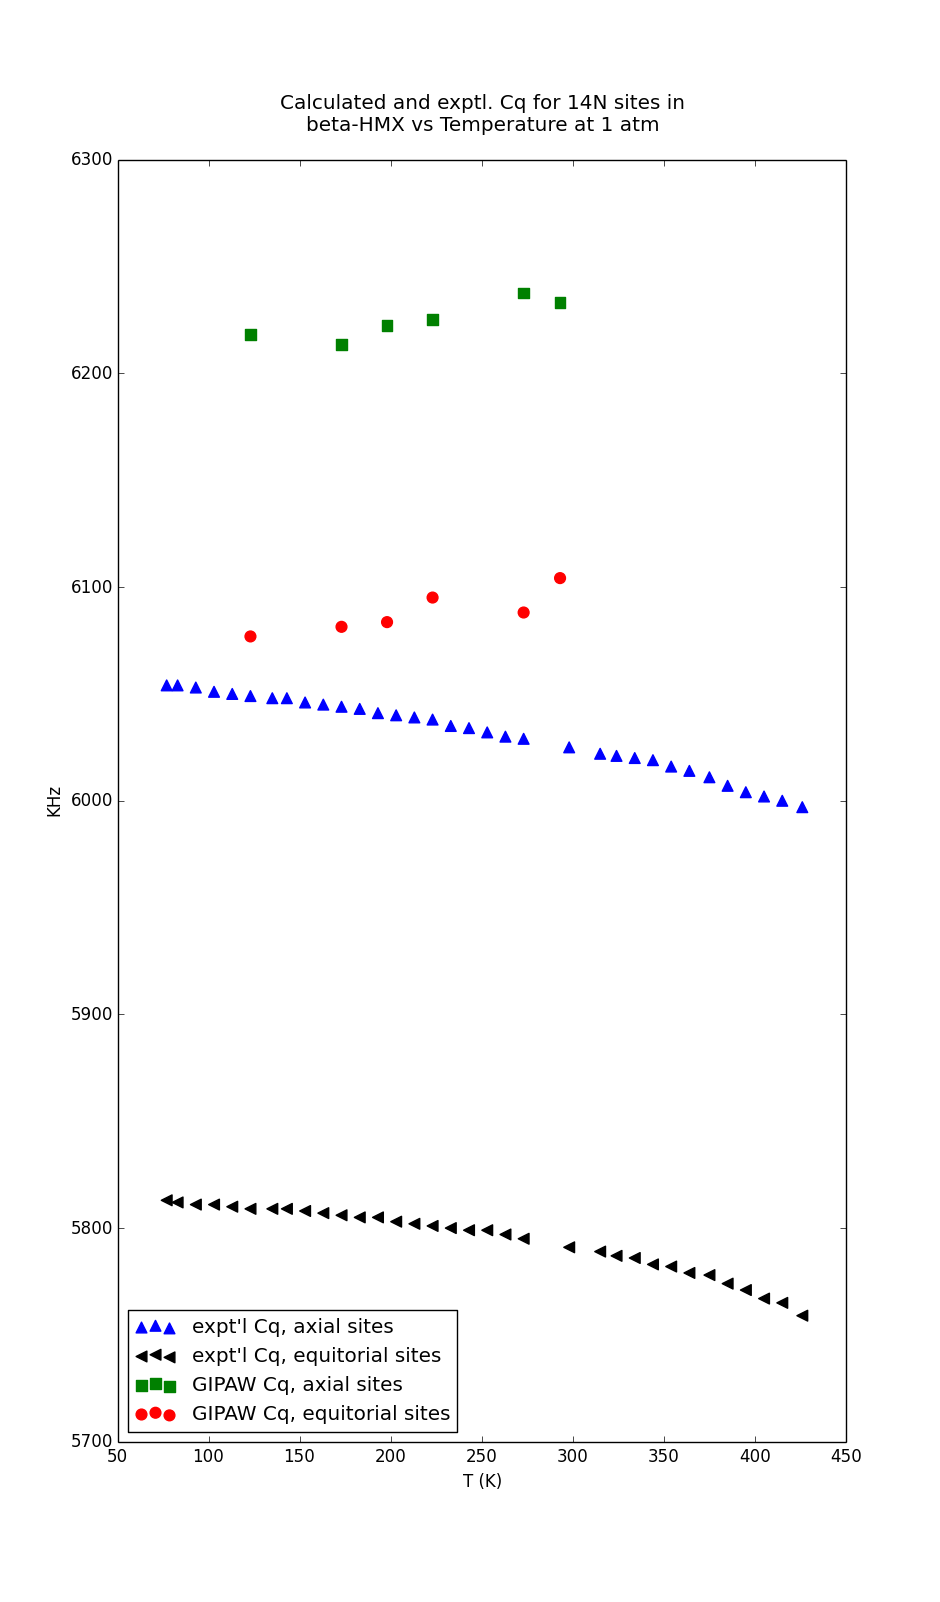 Calculated and exptl. Cq for 14N sites in
beta-HMX vs Temperature at 1 atm
6300
6200
6100
6000
5900
5800
5700
KHz
expt'l Cq, axial sites
expt'l Cq, equitorial sites
GIPAW Cq, axial sites
GIPAW Cq, equitorial sites
50 100 150 200 250 300 350 400 450
T (K)